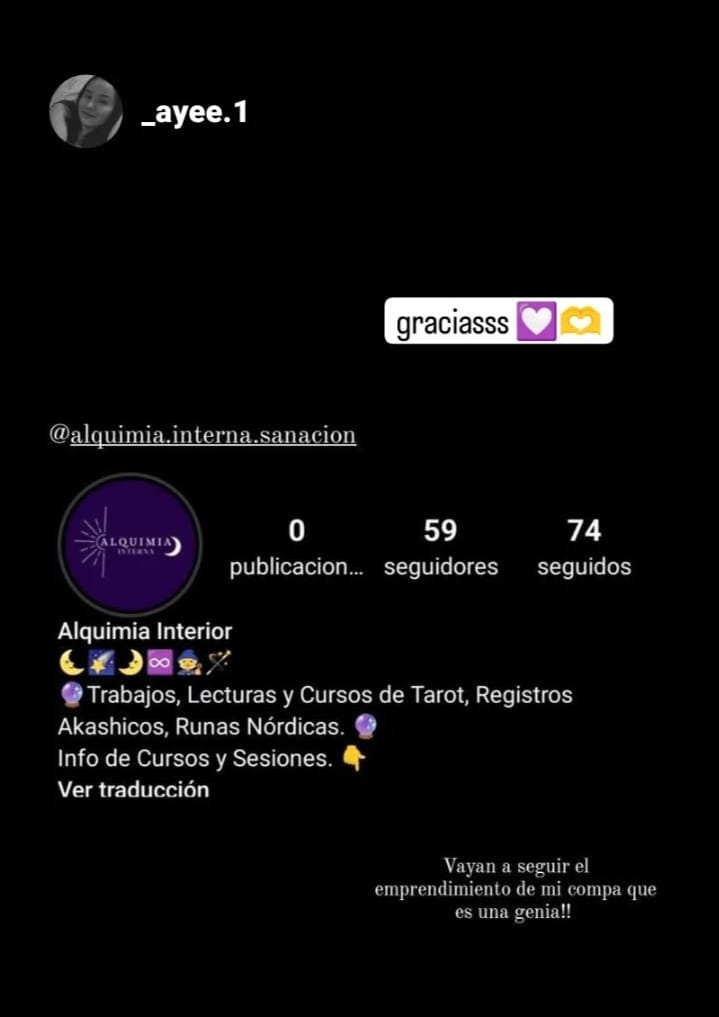 _ayee.1
graciasss 💜🫶
@alquimia.interna.sanacion
ALQUIMIA
INTERNA
0 59 74
publicacion... seguidores seguidos
Alquimia Interior
🌜🌠🌛♾️🧙🪄
🔮Trabajos, Lecturas y Cursos de Tarot, Registros
Akashicos, Runas Nórdicas. 🔮
Info de Cursos y Sesiones. 👇
Ver traducción
Vayan a seguir el
emprendimiento de mi compa que
es una genia!!